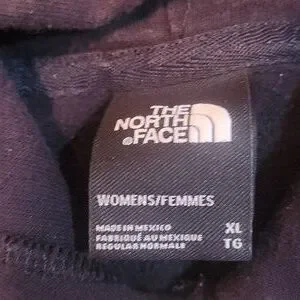 THE
NORTH
FACE
WOMENS/FEMMES
MADE IN MEXICO
FABRIQUÉ AU MEXIQUE
REGULAR/NORMALE
XL
TG